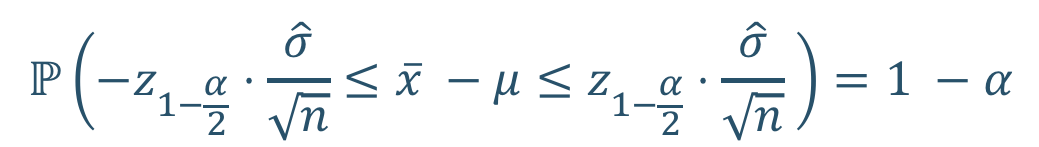 ℙ(−z_{1−α/2} · σ̂/√n ≤ x̄ − μ ≤ z_{1−α/2} · σ̂/√n) = 1 − α